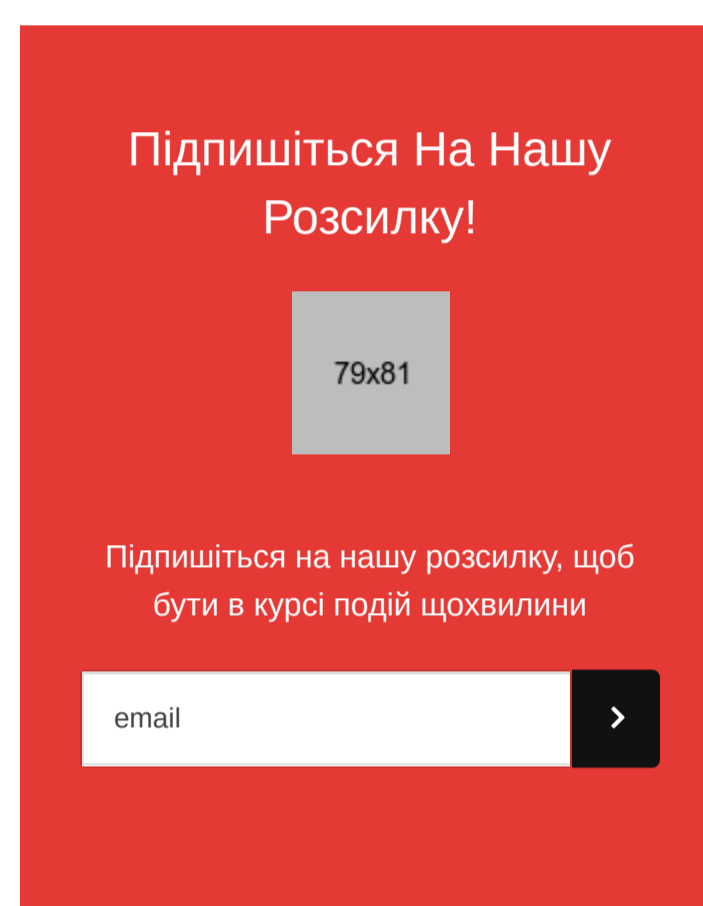 Підпишіться На Нашу
Розсилку!
79x81
Підпишіться на нашу розсилку, щоб
бути в курсі подій щохвилини
email